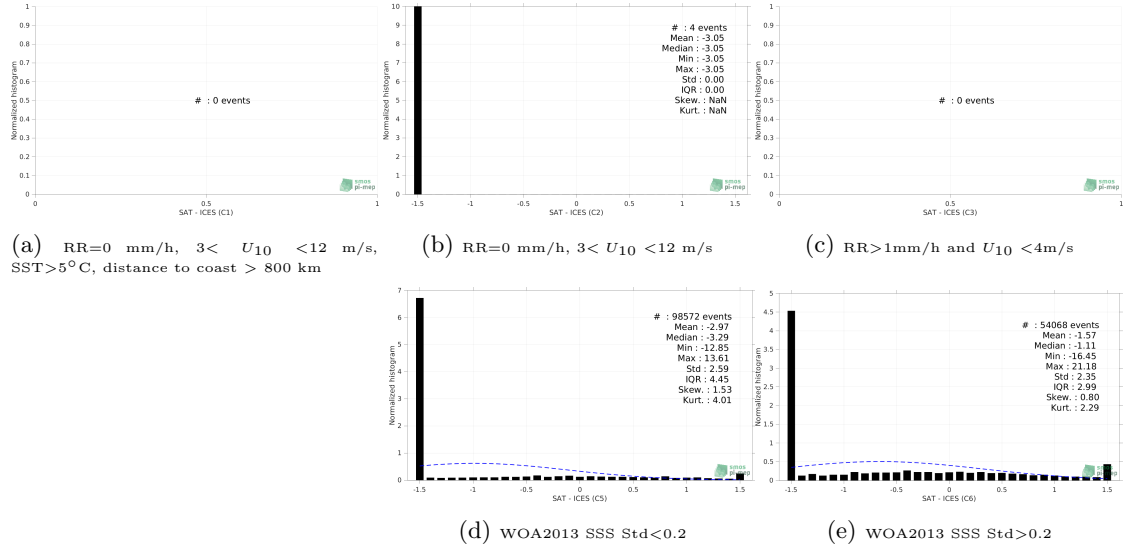 1
0.9
0.8
0.7
0.6
0.5
0.4
0.3
0.2
0.1
0
Normalized histogram
# : 0 events
smos
pi-mep
0 0.5 1
SAT - ICES (C1)
(a) RR=0 mm/h, 3< U10 <12 m/s,
SST>5°C, distance to coast > 800 km
10
9
8
7
6
5
4
3
2
1
0
Normalized histogram
# : 4 events
Mean : -3.05
Median : -3.05
Min : -3.05
Max : -3.05
Std : 0.00
IQR : 0.00
Skew. : NaN
Kurt. : NaN
smos
pi-mep
-1.5 -1 -0.5 0 0.5 1 1.5
SAT - ICES (C2)
(b) RR=0 mm/h, 3< U10 <12 m/s
1
0.9
0.8
0.7
0.6
0.5
0.4
0.3
0.2
0.1
0
Normalized histogram
# : 0 events
smos
pi-mep
0 0.5 1
SAT - ICES (C3)
(c) RR>1mm/h and U10 <4m/s
7
6
5
4
3
2
1
0
Normalized histogram
# : 98572 events
Mean : -2.97
Median : -3.29
Min : -12.85
Max : 13.61
Std : 2.59
IQR : 4.45
Skew. : 1.53
Kurt. : 4.01
smos
pi-mep
-1.5 -1 -0.5 0 0.5 1 1.5
SAT - ICES (C5)
(d) WOA2013 SSS Std<0.2
5
4.5
4
3.5
3
2.5
2
1.5
1
0.5
0
Normalized histogram
# : 54068 events
Mean : -1.57
Median : -1.11
Min : -16.45
Max : 21.18
Std : 2.35
IQR : 2.99
Skew. : 0.80
Kurt. : 2.29
smos
pi-mep
-1.5 -1 -0.5 0 0.5 1 1.5
SAT - ICES (C6)
(e) WOA2013 SSS Std>0.2